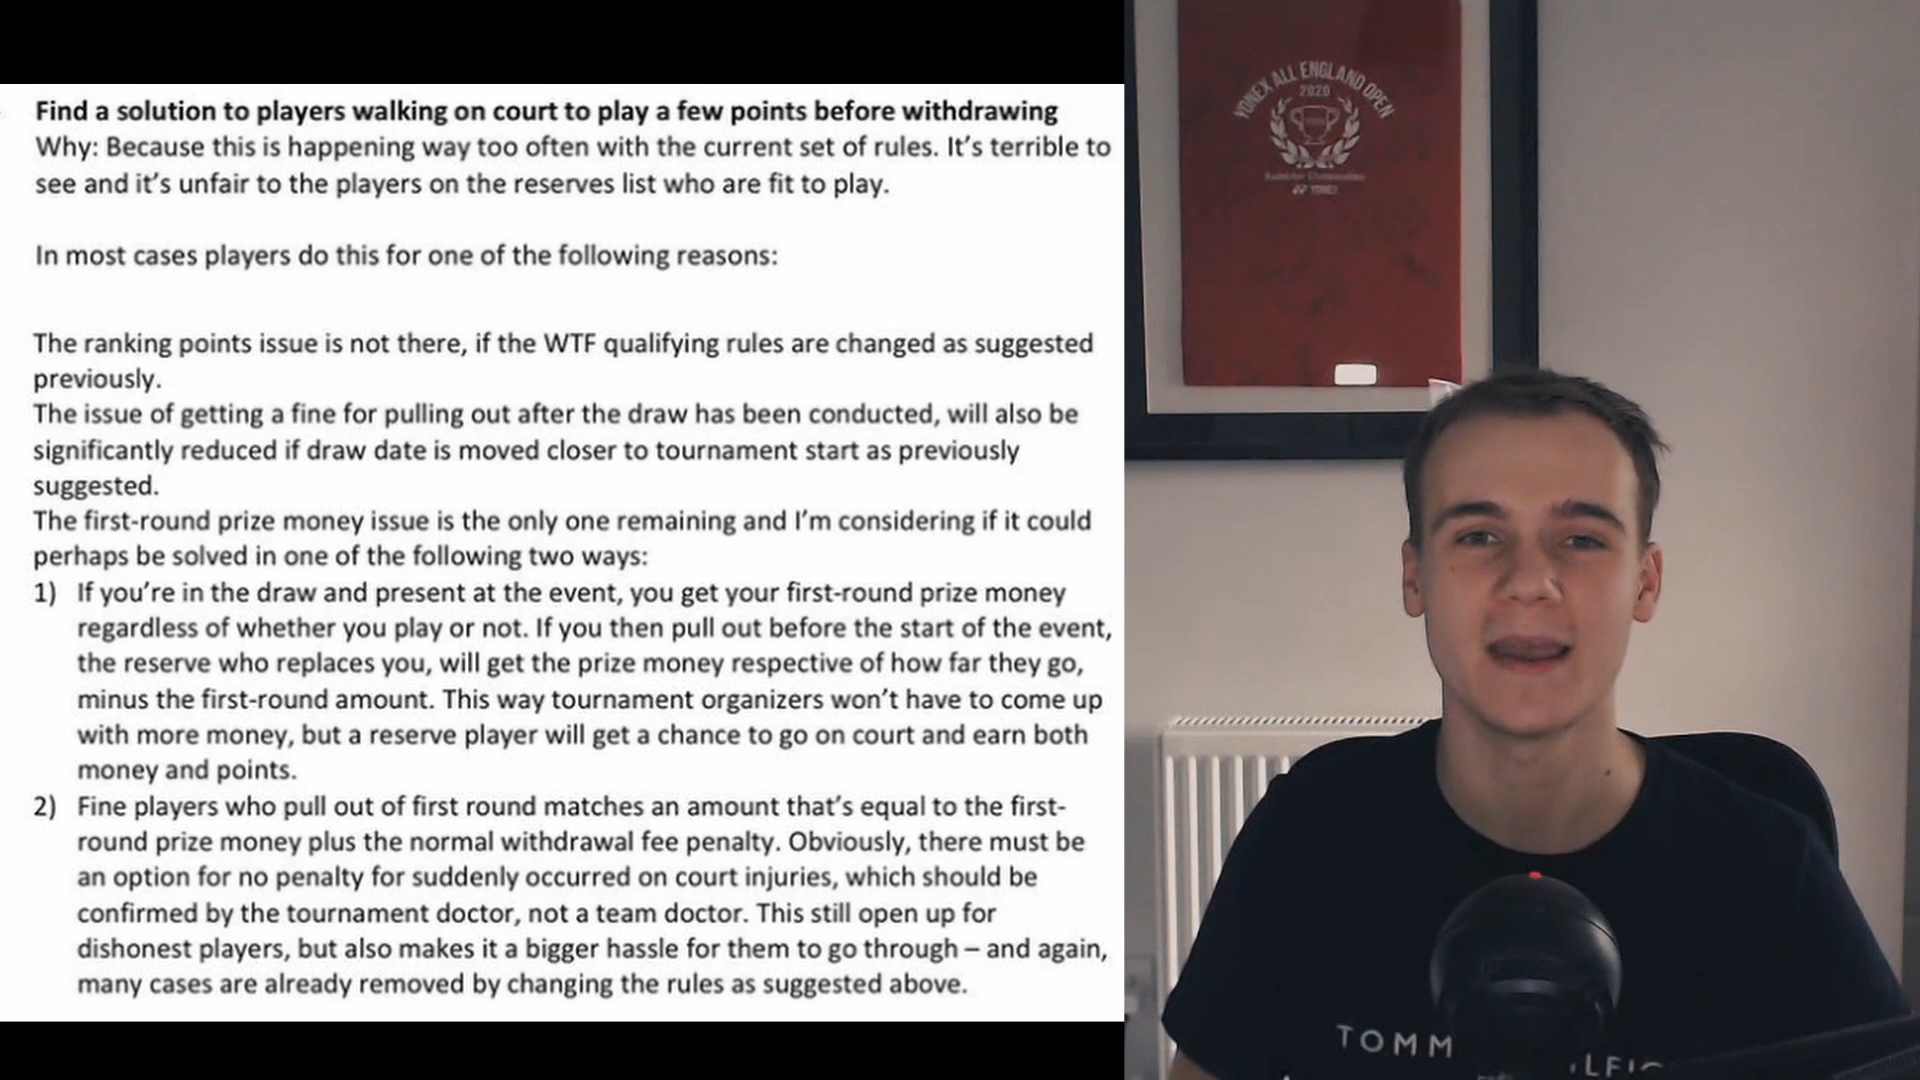 Find a solution to players walking on court to play a few points before withdrawing
Why: Because this is happening way too often with the current set of rules. It’s terrible to
see and it’s unfair to the players on the reserves list who are fit to play.
In most cases players do this for one of the following reasons:
The ranking points issue is not there, if the WTF qualifying rules are changed as suggested
previously.
The issue of getting a fine for pulling out after the draw has been conducted, will also be
significantly reduced if draw date is moved closer to tournament start as previously
suggested.
The first-round prize money issue is the only one remaining and I’m considering if it could
perhaps be solved in one of the following two ways:
1) If you’re in the draw and present at the event, you get your first-round prize money
regardless of whether you play or not. If you then pull out before the start of the event,
the reserve who replaces you, will get the prize money respective of how far they go,
minus the first-round amount. This way tournament organizers won’t have to come up
with more money, but a reserve player will get a chance to go on court and earn both
money and points.
2) Fine players who pull out of first round matches an amount that’s equal to the first-
round prize money plus the normal withdrawal fee penalty. Obviously, there must be
an option for no penalty for suddenly occurred on court injuries, which should be
confirmed by the tournament doctor, not a team doctor. This still open up for
dishonest players, but also makes it a bigger hassle for them to go through – and again,
many cases are already removed by changing the rules as suggested above.
YONEX ALL ENGLAND OPEN
2020
YONEX
TOMM